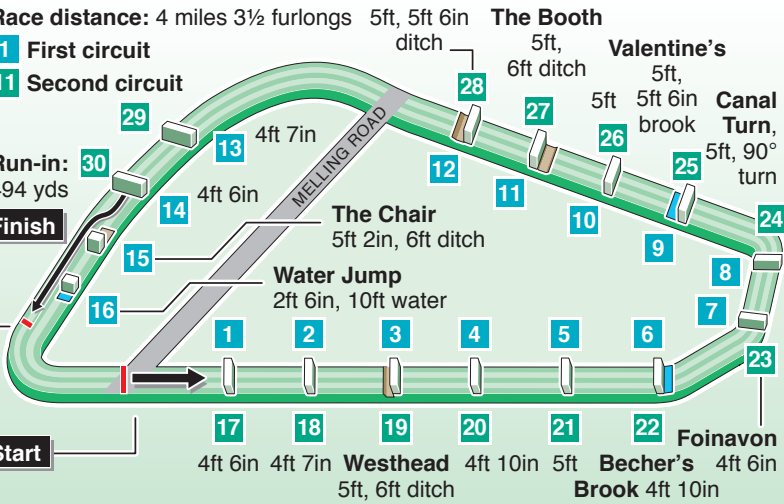 Race distance: 4 miles 3½ furlongs
1 First circuit
11 Second circuit
5ft, 5ft 6in
ditch
The Booth
5ft,
6ft ditch
Valentine's
5ft,
5ft 6in
brook
5ft
Canal
Turn,
5ft, 90°
turn
28
27
26
25
24
29
30
13
4ft 7in
14
4ft 6in
12
11
10
9
8
7
23
MELLING ROAD
Run-in:
494 yds
Finish
15
The Chair
5ft 2in, 6ft ditch
16
Water Jump
2ft 6in, 10ft water
1 2 3 4 5 6
17 18 19 20 21 22
Start
4ft 6in 4ft 7in Westhead 4ft 10in 5ft Becher's
5ft, 6ft ditch Brook 4ft 10in
Foinavon
4ft 6in